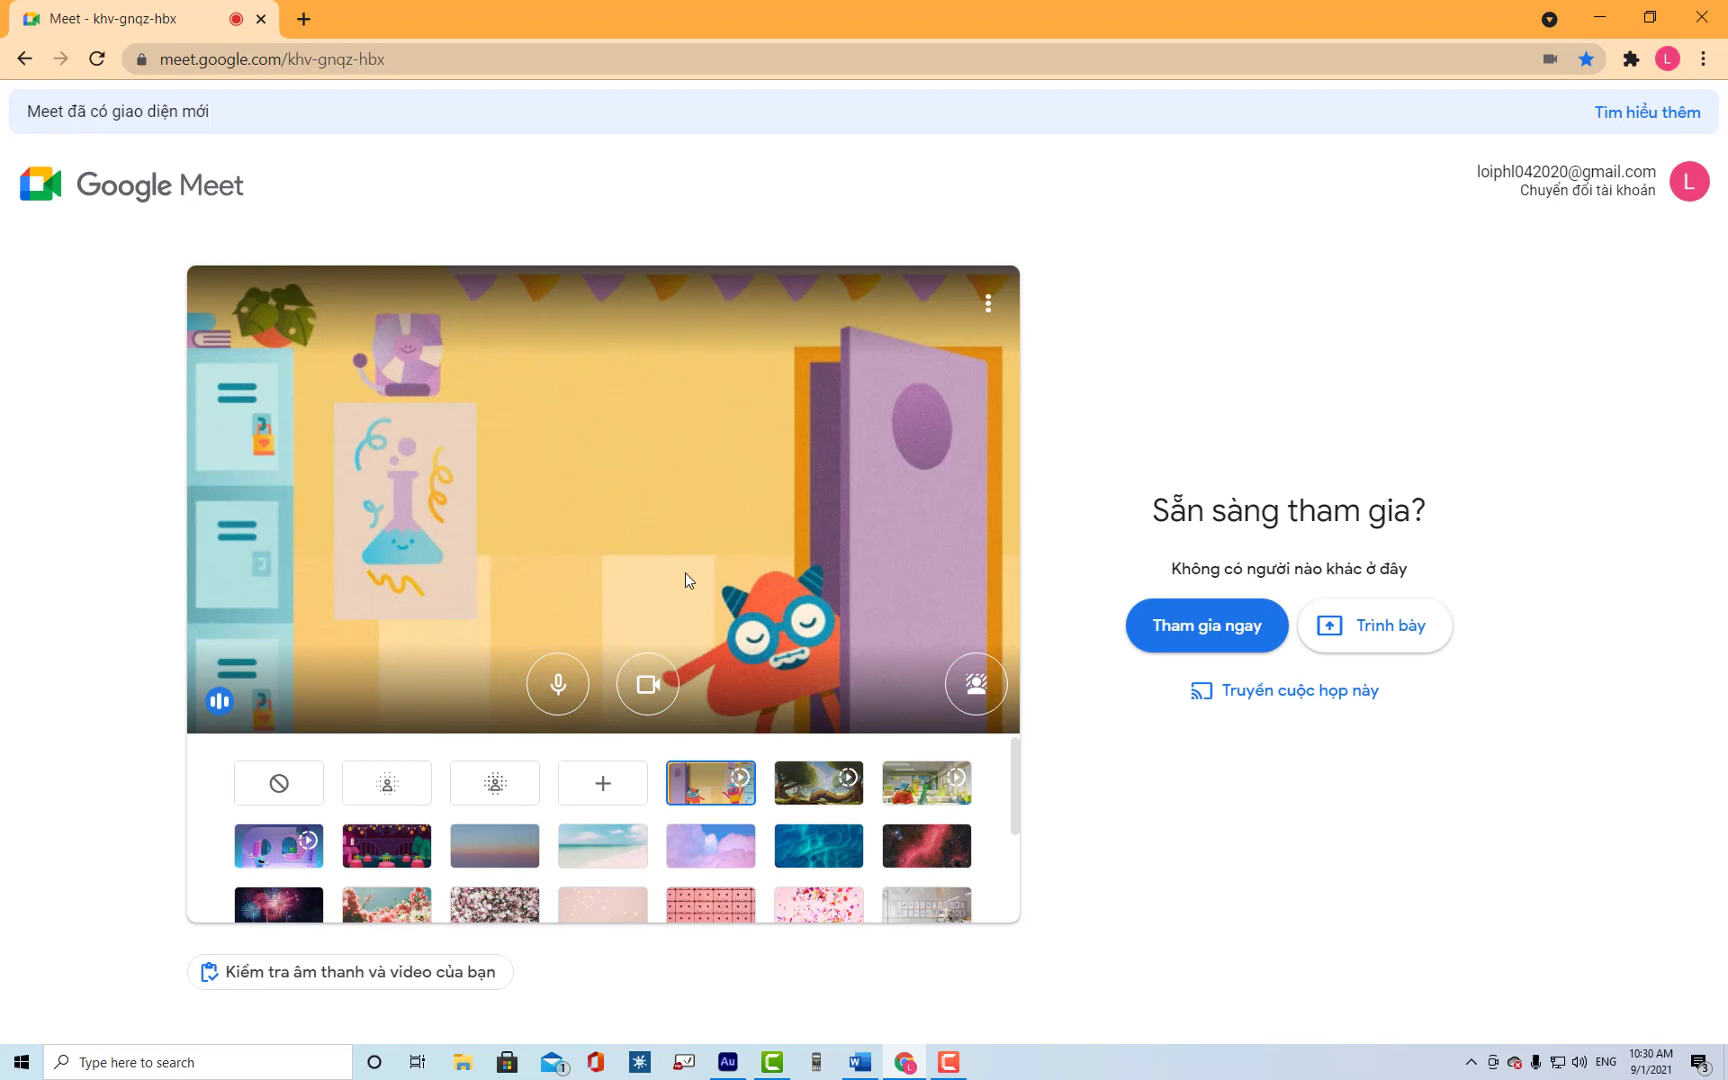 Meet - khv-gnqz-hbx
meet.google.com/khv-gnqz-hbx
L
Meet đã có giao diện mới
Tìm hiểu thêm
Google Meet
loiphl042020@gmail.com
Chuyển đổi tài khoản
L
Sẵn sàng tham gia?
Không có người nào khác ở đây
Tham gia ngay
Trình bày
Truyền cuộc họp này
Kiểm tra âm thanh và video của bạn
Type here to search
1
Au
L
ENG
10:30 AM
9/1/2021
3